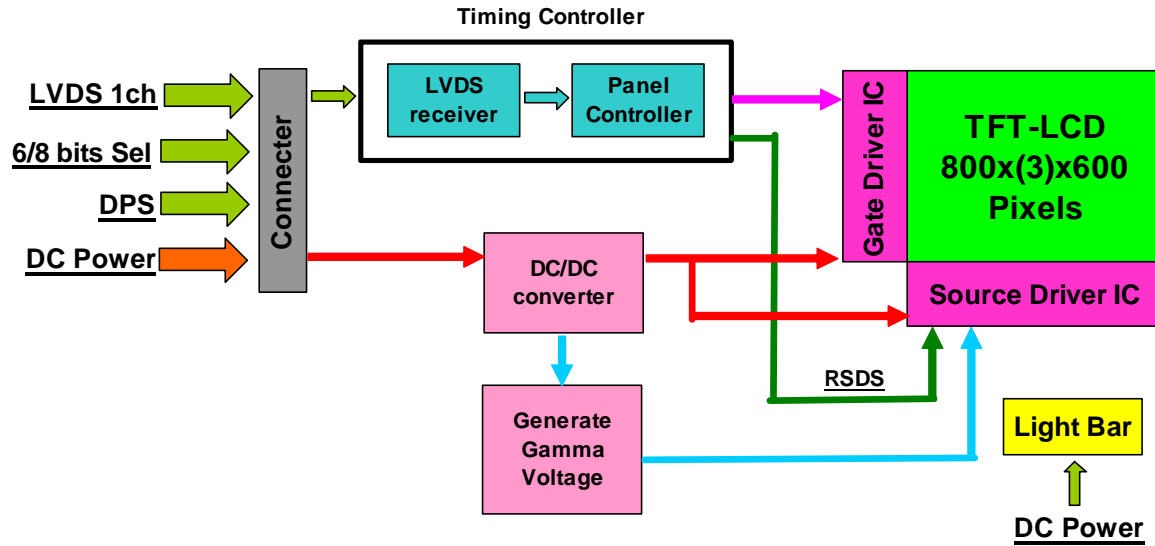 Timing Controller
LVDS 1ch
6/8 bits Sel
DPS
DC Power
Connecter
LVDS
receiver
Panel
Controller
Gate Driver IC
TFT-LCD
800x(3)x600
Pixels
DC/DC
converter
Source Driver IC
RSDS
Generate
Gamma
Voltage
Light Bar
DC Power